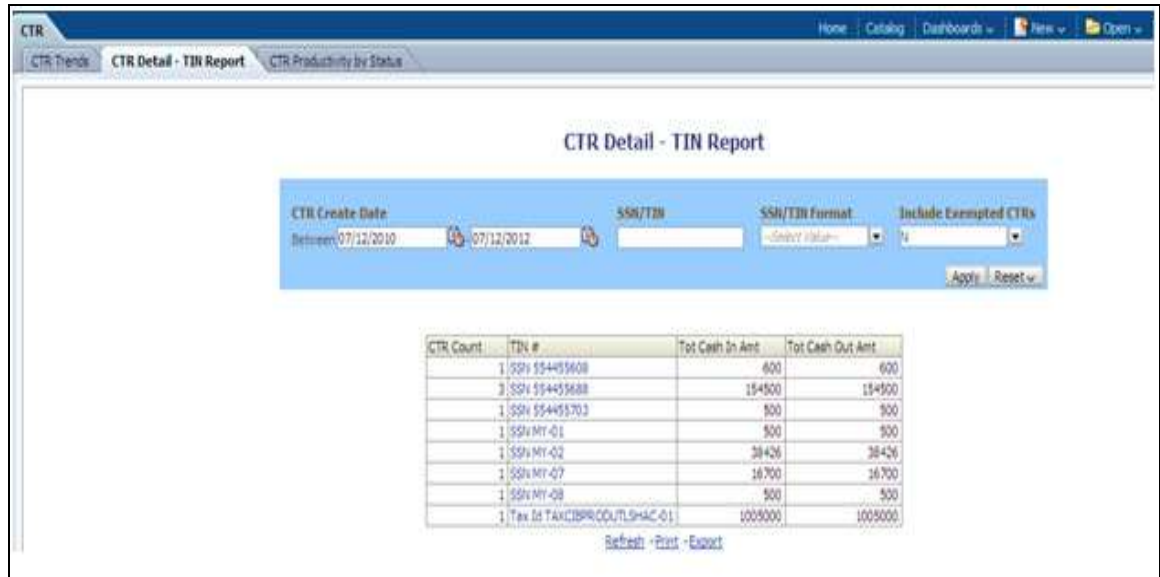 CTR Home Catalog Dashboards New Open
CTR Trends CTR Detail - TIN Report CTR Productivity by Status
CTR Detail - TIN Report
CTR Create Date SSN/TIN SSN/TIN Format Include Exempted CTRs
Between 07/12/2010 - 07/12/2012 --Select Value-- N
Apply Reset
CTR Count TIN # Tot Cash In Amt Tot Cash Out Amt
1 SSN 554455608 600 600
3 SSN 554455688 154500 154500
1 SSN 554455703 500 500
1 SSN MY-01 500 500
1 SSN MY-02 38426 38426
1 SSN MY-07 16700 16700
1 SSN MY-08 500 500
1 Tax Id TAXCIBPRODUTLSHAC-01 1005000 1005000
Refresh - Print - Export